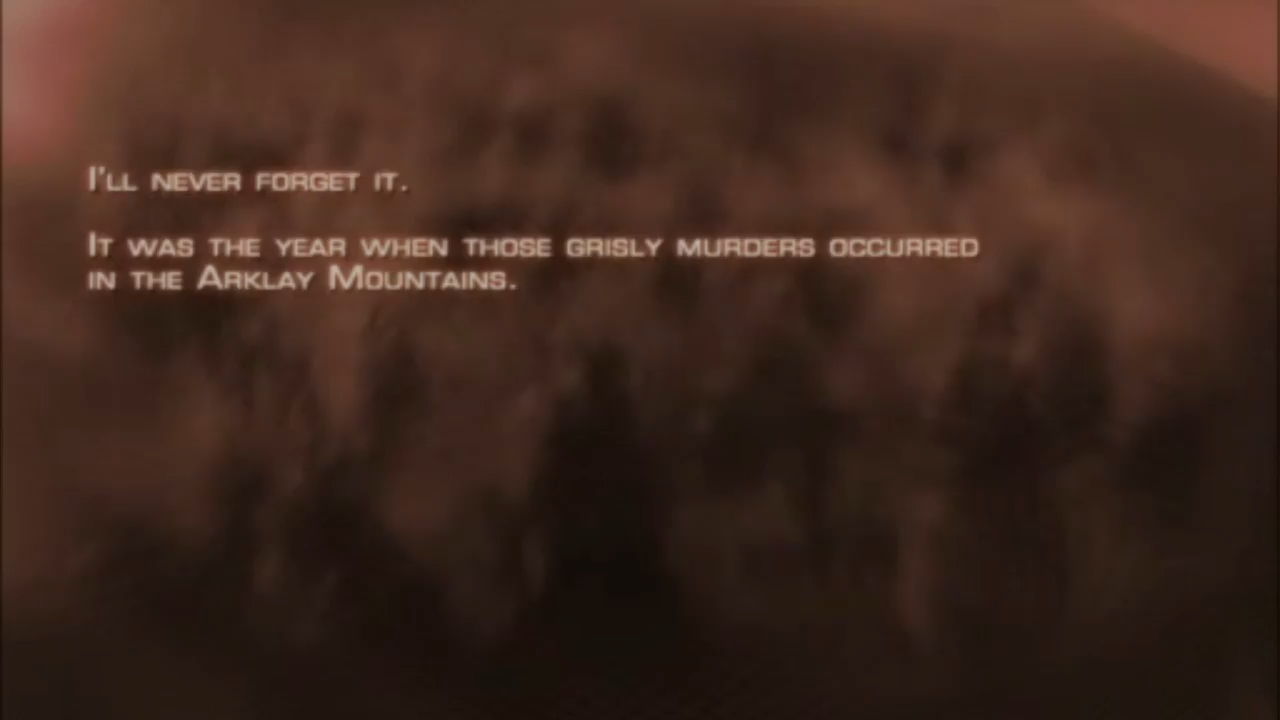 I'll never forget it.
It was the year when those grisly murders occurred
in the Arklay Mountains.